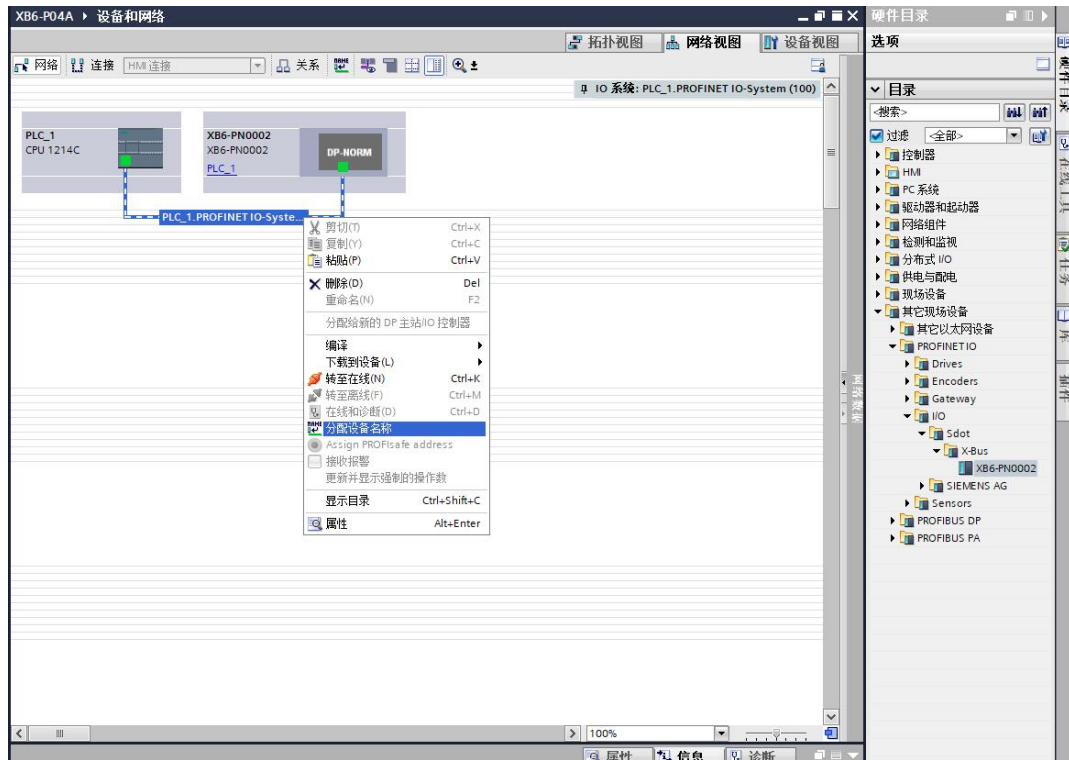 XB6-P04A ▸ 设备和网络
拓扑视图 网络视图 设备视图
网络 连接 HMI 连接 关系
IO 系统: PLC_1.PROFINET IO-System (100)
PLC_1
CPU 1214C
XB6-PN0002
XB6-PN0002
PLC_1
DP-NORM
PLC_1.PROFINET IO-Syste...
剪切(T) Ctrl+X
复制(Y) Ctrl+C
粘贴(P) Ctrl+V
删除(D) Del
重命名(N) F2
分配给新的 DP 主站/IO 控制器
编译
下载到设备(L)
转至在线(N) Ctrl+K
转至离线(F) Ctrl+M
在线和诊断(D) Ctrl+D
分配设备名称
Assign PROFIsafe address
接收报警
更新并显示强制的操作数
显示目录 Ctrl+Shift+C
属性 Alt+Enter
100%
属性 信息 诊断
硬件目录
选项
目录
<搜索>
过滤 <全部>
控制器
HMI
PC 系统
驱动器和起动器
网络组件
检测和监视
分布式 I/O
供电与配电
现场设备
其它现场设备
其它以太网设备
PROFINET IO
Drives
Encoders
Gateway
I/O
Sdot
X-Bus
XB6-PN0002
SIEMENS AG
Sensors
PROFIBUS DP
PROFIBUS PA
硬件目录
在线工具
任务
库